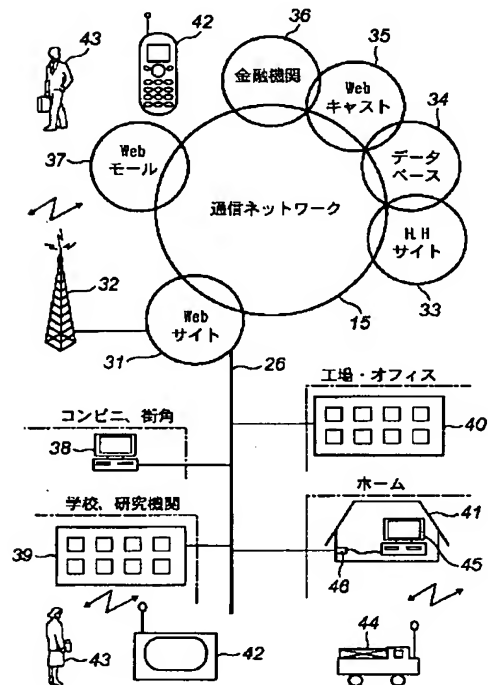 43
42
36
金融機関
35
Web
キャスト
34
データ
ベース
37
Web
モール
通信ネットワーク
H.H
サイト
33
32
Web
サイト
31
26
15
工場・オフィス
40
コンビニ、街角
38
学校、研究機関
39
ホーム
41
45
46
43
42
44